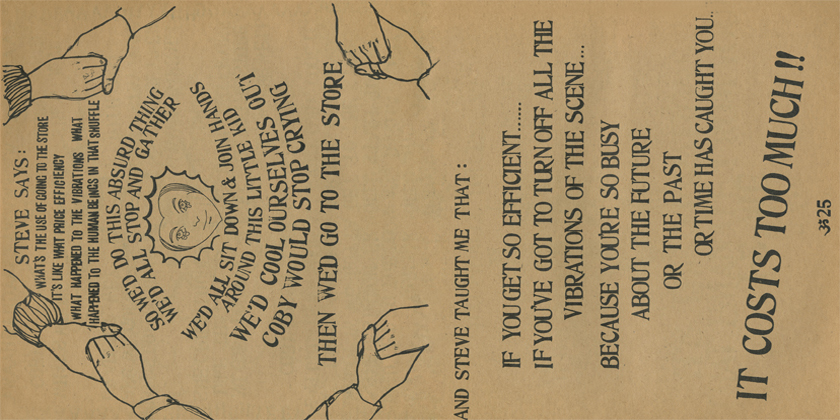 STEVE SAYS:
WHAT'S THE USE OF GOING TO THE STORE
IT'S LIKE WHAT PRICE EFFICIENCY
WHAT HAPPENED TO THE VIBRATIONS WHAT
HAPPENED TO THE HUMAN BEINGS IN THAT SHUFFLE
SO WE'D DO THIS ABSURD THING
WE'D ALL STOP AND GATHER
WE'D ALL SIT DOWN & JOIN HANDS
AROUND THIS LITTLE KID
WE'D COOL OURSELVES OUT,
COBY WOULD STOP CRYING
THEN WE'D GO TO THE STORE
AND STEVE TAUGHT ME THAT:
IF YOU GET SO EFFICIENT......
IF YOU'VE GOT TO TURN OFF ALL THE
VIBRATIONS OF THE SCENE...
BECAUSE YOU'RE SO BUSY
ABOUT THE FUTURE
OR THE PAST
OR TIME HAS CAUGHT YOU..
IT COSTS TOO MUCH!!
ॐ25